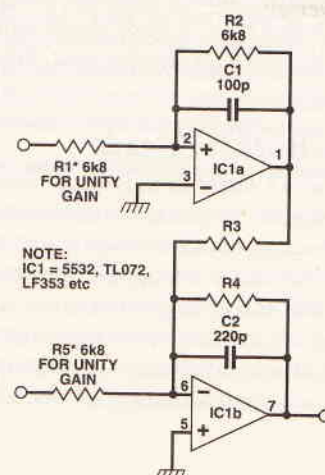 R2
6k8
C1
100p
2
+
1
3
−
IC1a
R1* 6k8
FOR UNITY
GAIN
R3
NOTE:
IC1 = 5532, TL072,
LF353 etc
R4
C2
220p
R5* 6k8
FOR UNITY
GAIN
6
−
7
5
+
IC1b